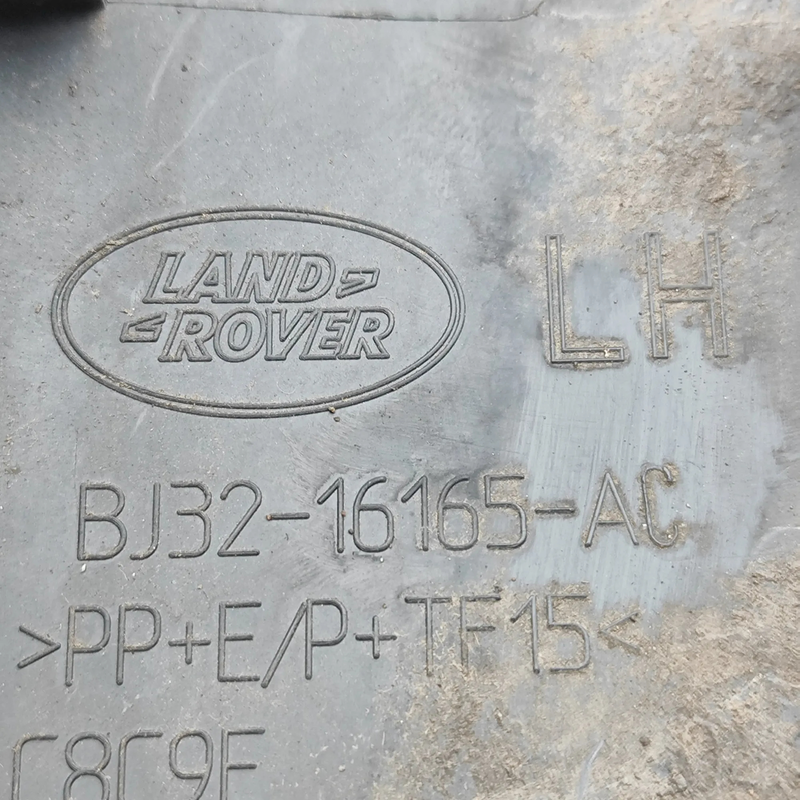 LAND
ROVER
LH
BJ32-16165-AC
>PP+E/P+TF15<